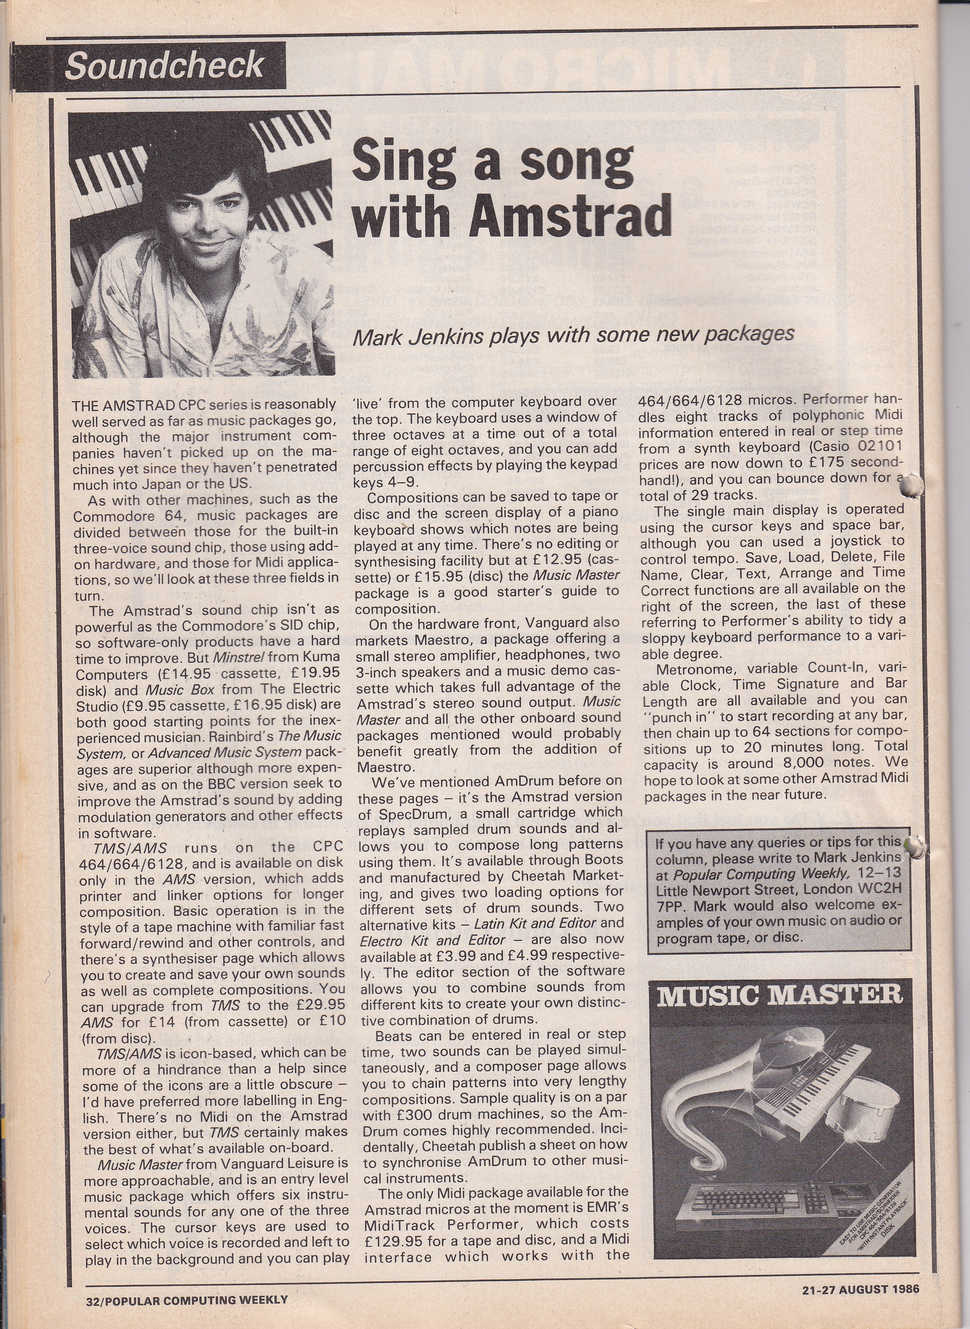 Soundcheck
Sing a song
with Amstrad
Mark Jenkins plays with some new packages
THE AMSTRAD CPC series is reasonably
well served as far as music packages go,
although the major instrument com-
panies haven't picked up on the ma-
chines yet since they haven't penetrated
much into Japan or the US.
As with other machines, such as the
Commodore 64, music packages are
divided between those for the built-in
three-voice sound chip, those using add-
on hardware, and those for Midi applica-
tions, so we'll look at these three fields in
turn.
The Amstrad's sound chip isn't as
powerful as the Commodore's SID chip,
so software-only products have a hard
time to improve. But Minstrel from Kuma
Computers (£14.95 cassette, £19.95
disk) and Music Box from The Electric
Studio (£9.95 cassette, £16.95 disk) are
both good starting points for the inex-
perienced musician. Rainbird's The Music
System, or Advanced Music System pack-
ages are superior although more expen-
sive, and as on the BBC version seek to
improve the Amstrad's sound by adding
modulation generators and other effects
in software.
TMS/AMS runs on the CPC
464/664/6128, and is available on disk
only in the AMS version, which adds
printer and linker options for longer
composition. Basic operation is in the
style of a tape machine with familiar fast
forward/rewind and other controls, and
there's a synthesiser page which allows
you to create and save your own sounds
as well as complete compositions. You
can upgrade from TMS to the £29.95
AMS for £14 (from cassette) or £10
(from disc).
TMS/AMS is icon-based, which can be
more of a hindrance than a help since
some of the icons are a little obscure –
I'd have preferred more labelling in Eng-
lish. There's no Midi on the Amstrad
version either, but TMS certainly makes
the best of what's available on-board.
Music Master from Vanguard Leisure is
more approachable, and is an entry level
music package which offers six instru-
mental sounds for any one of the three
voices. The cursor keys are used to
select which voice is recorded and left to
play in the background and you can play
'live' from the computer keyboard over
the top. The keyboard uses a window of
three octaves at a time out of a total
range of eight octaves, and you can add
percussion effects by playing the keypad
keys 4–9.
Compositions can be saved to tape or
disc and the screen display of a piano
keyboard shows which notes are being
played at any time. There's no editing or
synthesising facility but at £12.95 (cas-
sette) or £15.95 (disc) the Music Master
package is a good starter's guide to
composition.
On the hardware front, Vanguard also
markets Maestro, a package offering a
small stereo amplifier, headphones, two
3-inch speakers and a music demo cas-
sette which takes full advantage of the
Amstrad's stereo sound output. Music
Master and all the other onboard sound
packages mentioned would probably
benefit greatly from the addition of
Maestro.
We've mentioned AmDrum before on
these pages – it's the Amstrad version
of SpecDrum, a small cartridge which
replays sampled drum sounds and al-
lows you to compose long patterns
using them. It's available through Boots
and manufactured by Cheetah Market-
ing, and gives two loading options for
different sets of drum sounds. Two
alternative kits – Latin Kit and Editor and
Electro Kit and Editor – are also now
available at £3.99 and £4.99 respective-
ly. The editor section of the software
allows you to combine sounds from
different kits to create your own distinc-
tive combination of drums.
Beats can be entered in real or step
time, two sounds can be played simul-
taneously, and a composer page allows
you to chain patterns into very lengthy
compositions. Sample quality is on a par
with £300 drum machines, so the Am-
Drum comes highly recommended. Inci-
dentally, Cheetah publish a sheet on how
to synchronise AmDrum to other musi-
cal instruments.
The only Midi package available for the
Amstrad micros at the moment is EMR's
MidiTrack Performer, which costs
£129.95 for a tape and disc, and a Midi
interface which works with the
464/664/6128 micros. Performer han-
dles eight tracks of polyphonic Midi
information entered in real or step time
from a synth keyboard (Casio 02101
prices are now down to £175 second-
hand!), and you can bounce down for a
total of 29 tracks.
The single main display is operated
using the cursor keys and space bar,
although you can used a joystick to
control tempo. Save, Load, Delete, File
Name, Clear, Text, Arrange and Time
Correct functions are all available on the
right of the screen, the last of these
referring to Performer's ability to tidy a
sloppy keyboard performance to a vari-
able degree.
Metronome, variable Count-In, vari-
able Clock, Time Signature and Bar
Length are all available and you can
''punch in'' to start recording at any bar,
then chain up to 64 sections for compo-
sitions up to 20 minutes long. Total
capacity is around 8,000 notes. We
hope to look at some other Amstrad Midi
packages in the near future.
If you have any queries or tips for this
column, please write to Mark Jenkins
at Popular Computing Weekly, 12–13
Little Newport Street, London WC2H
7PP. Mark would also welcome ex-
amples of your own music on audio or
program tape, or disc.
MUSIC MASTER
EASY TO USE MUSIC GENERATOR
FOR AMSTRAD/SCHNEIDER
CPC 464/664/6128
"WITH INSTANT PLAYBACK"
DISK
32/POPULAR COMPUTING WEEKLY
21–27 AUGUST 1986